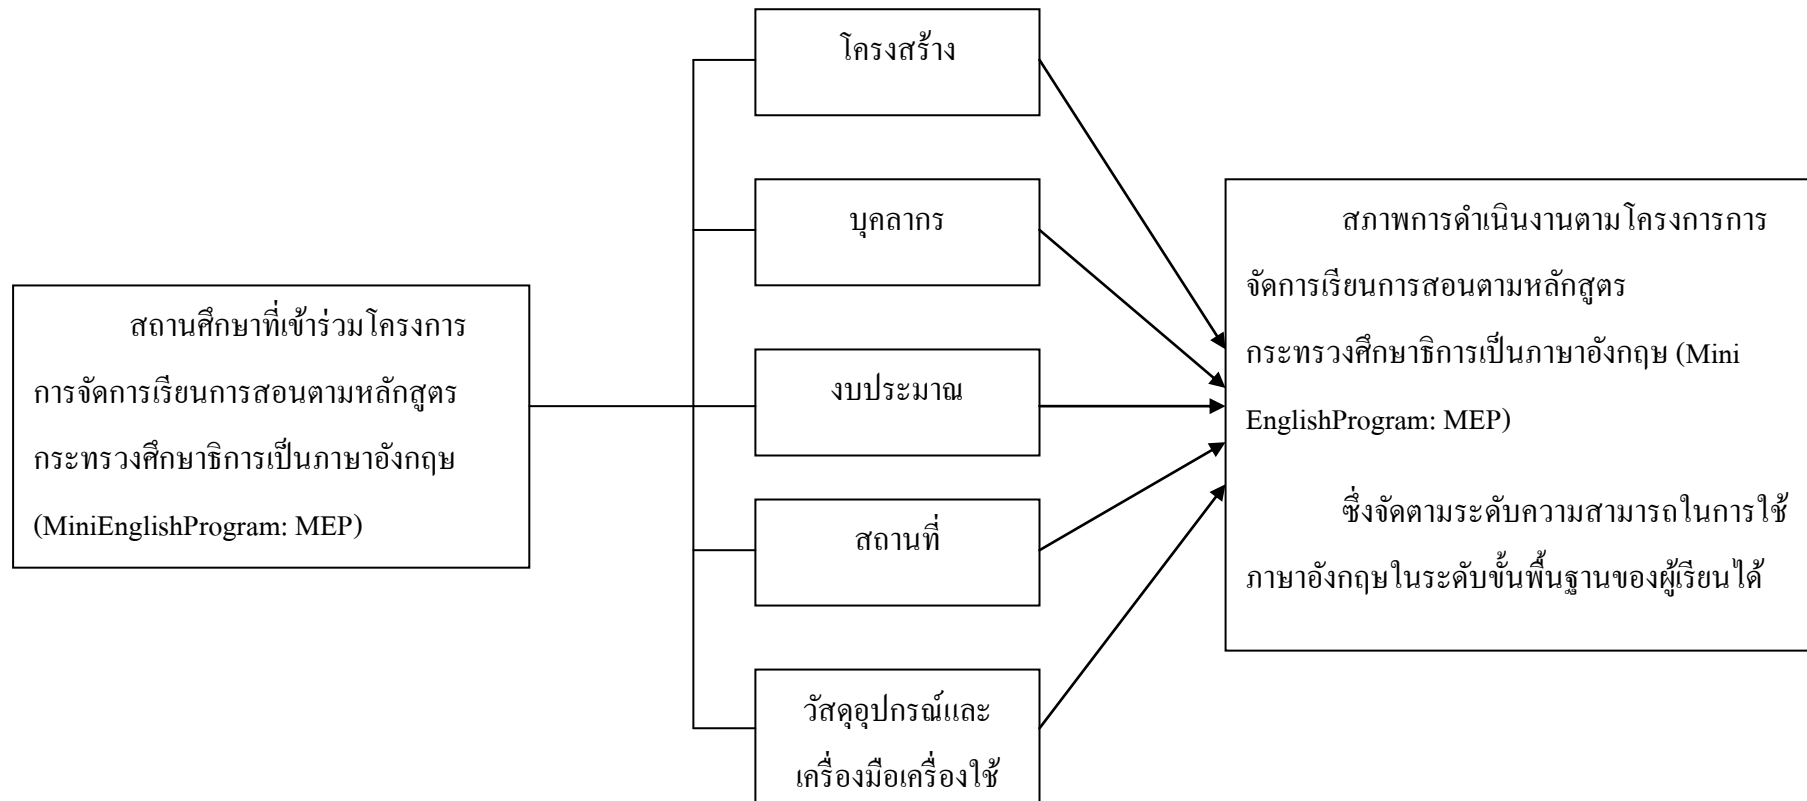 สถานศึกษาที่เข้าร่วมโครงการ
การจัดการเรียนการสอนตามหลักสูตร
กระทรวงศึกษาธิการเป็นภาษาอังกฤษ
(MiniEnglishProgram: MEP)
โครงสร้าง
บุคลากร
งบประมาณ
สถานที่
วัสดุอุปกรณ์และ
เครื่องมือเครื่องใช้
สภาพการดำเนินงานตามโครงการการ
จัดการเรียนการสอนตามหลักสูตร
กระทรวงศึกษาธิการเป็นภาษาอังกฤษ (Mini
EnglishProgram: MEP)
ซึ่งจัดตามระดับความสามารถในการใช้
ภาษาอังกฤษในระดับขั้นพื้นฐานของผู้เรียนได้